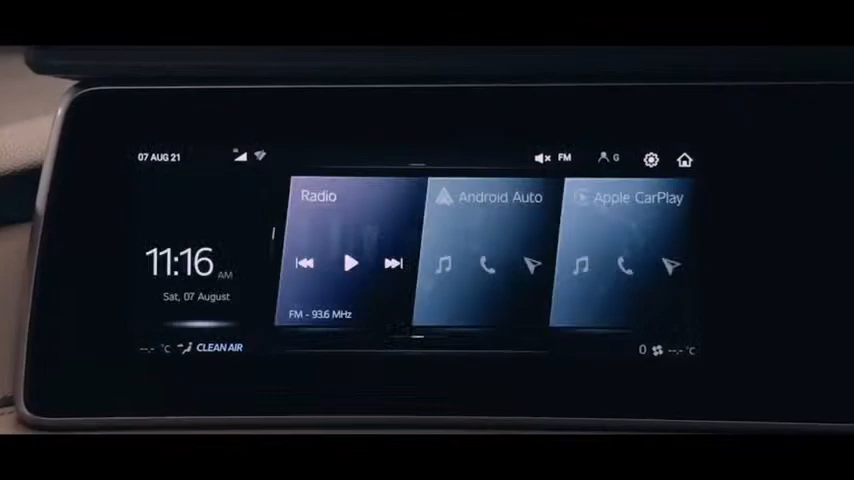 07 AUG 21
FM
G
Radio
Android Auto
Apple CarPlay
11:16 AM
Sat, 07 August
FM - 93.6 MHz
--.- °C
CLEAN AIR
0
--.- °C